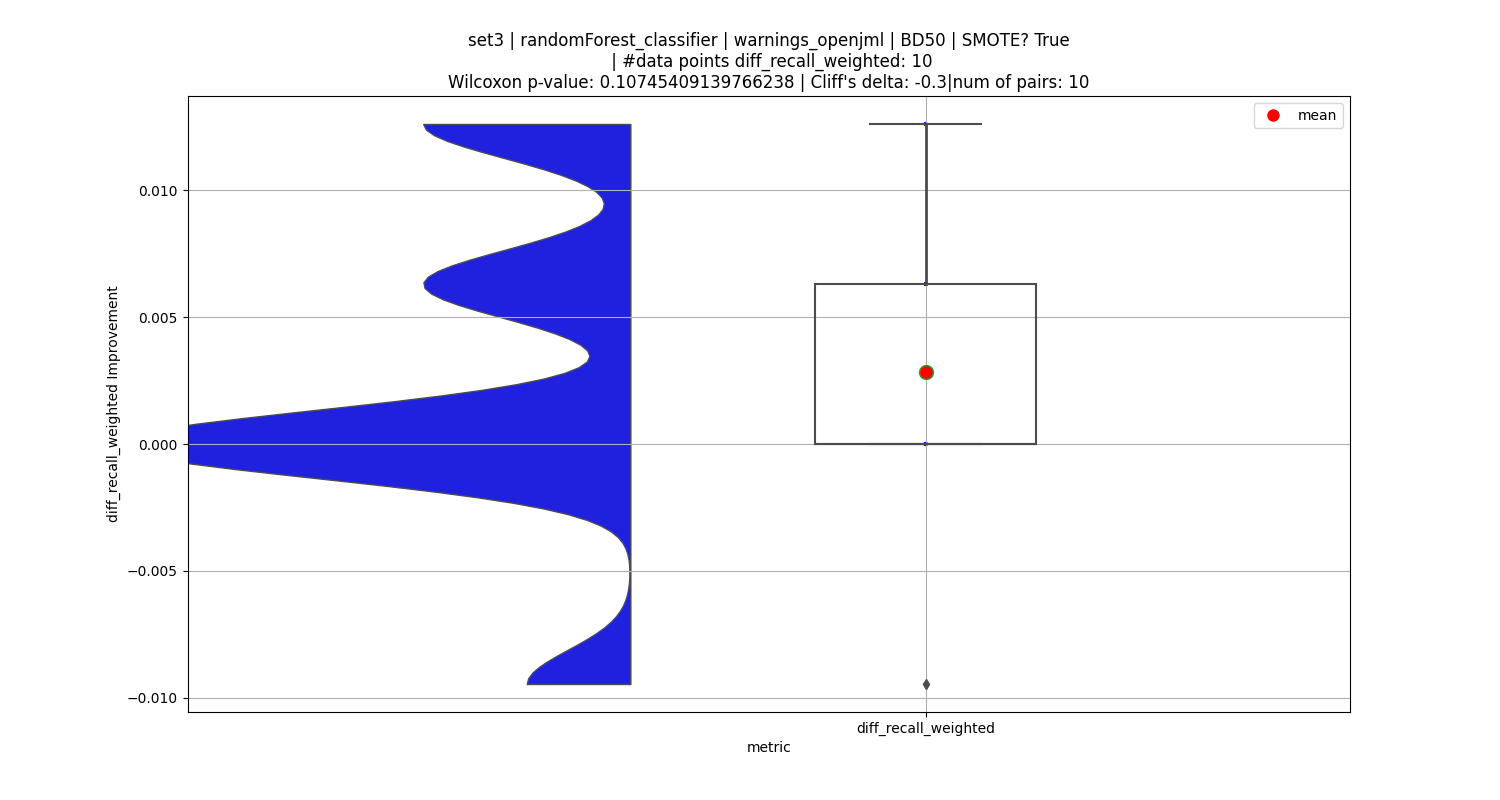 set3 | randomForest_classifier | warnings_openjml | BD50 | SMOTE? True
| #data points diff_recall_weighted: 10
Wilcoxon p-value: 0.10745409139766238 | Cliff's delta: -0.3|num of pairs: 10
mean
0.010
0.005
0.000
−0.005
−0.010
diff_recall_weighted Improvement
diff_recall_weighted
metric